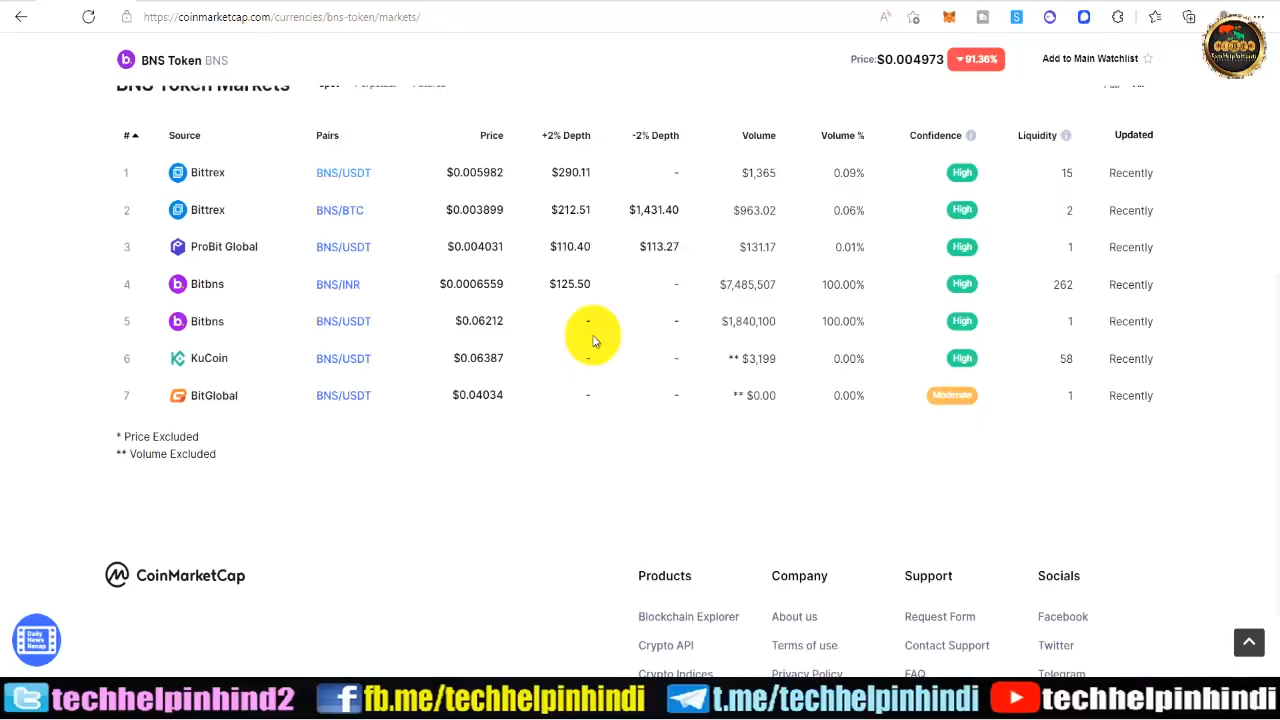 https://coinmarketcap.com/currencies/bns-token/markets/
BNS Token BNS
Price:$0.004973 91.36%
Add to Main Watchlist
BNS Token Markets
# Source Pairs Price +2% Depth -2% Depth Volume Volume % Confidence Liquidity Updated
1 Bittrex BNS/USDT $0.005982 $290.11 - $1,365 0.09% High 15 Recently
2 Bittrex BNS/BTC $0.003899 $212.51 $1,431.40 $963.02 0.06% High 2 Recently
3 ProBit Global BNS/USDT $0.004031 $110.40 $113.27 $131.17 0.01% High 1 Recently
4 Bitbns BNS/INR $0.0006559 $125.50 - $7,485,507 100.00% High 262 Recently
5 Bitbns BNS/USDT $0.06212 - - $1,840,100 100.00% High 1 Recently
6 KuCoin BNS/USDT $0.06387 - - ** $3,199 0.00% High 58 Recently
7 BitGlobal BNS/USDT $0.04034 - - ** $0.00 0.00% Moderate 1 Recently
* Price Excluded
** Volume Excluded
CoinMarketCap
Products Company Support Socials
Blockchain Explorer About us Request Form Facebook
Crypto API Terms of use Contact Support Twitter
Crypto Indices Privacy Policy FAQ Telegram
Daily News Recap
techhelpinhind2 fb.me/techhelpinhindi t.me/techhelpinhindi techhelpinhindi